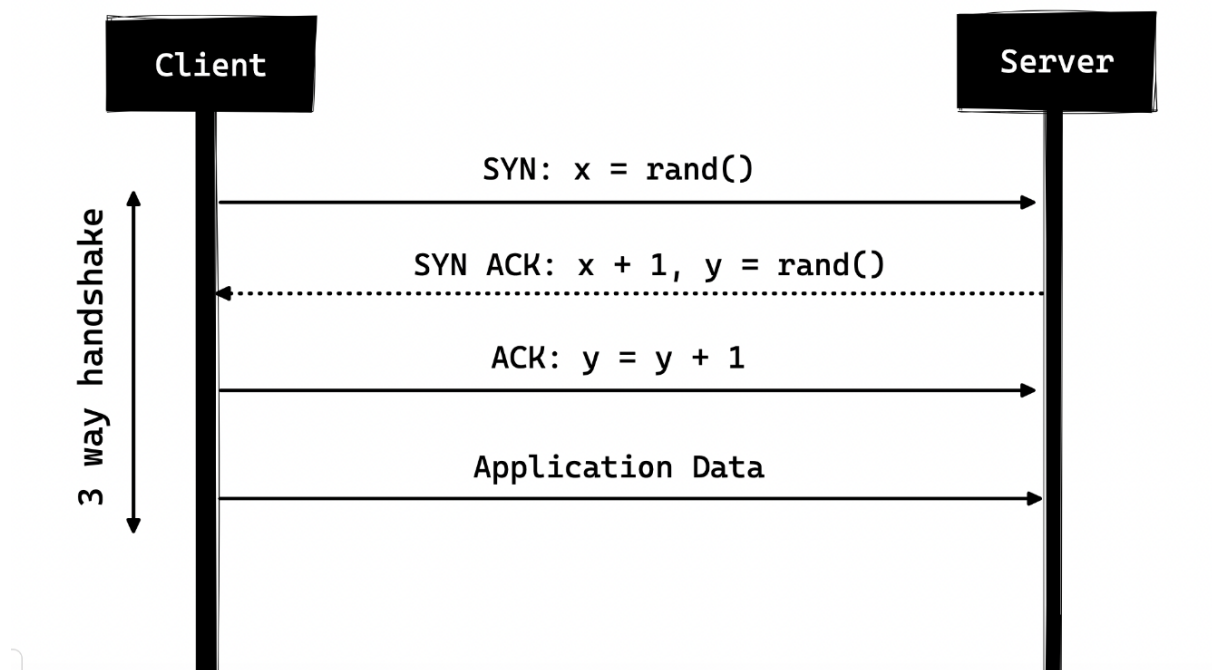 Client
Server
SYN: x = rand()
SYN ACK: x + 1, y = rand()
ACK: y = y + 1
Application Data
3 way handshake